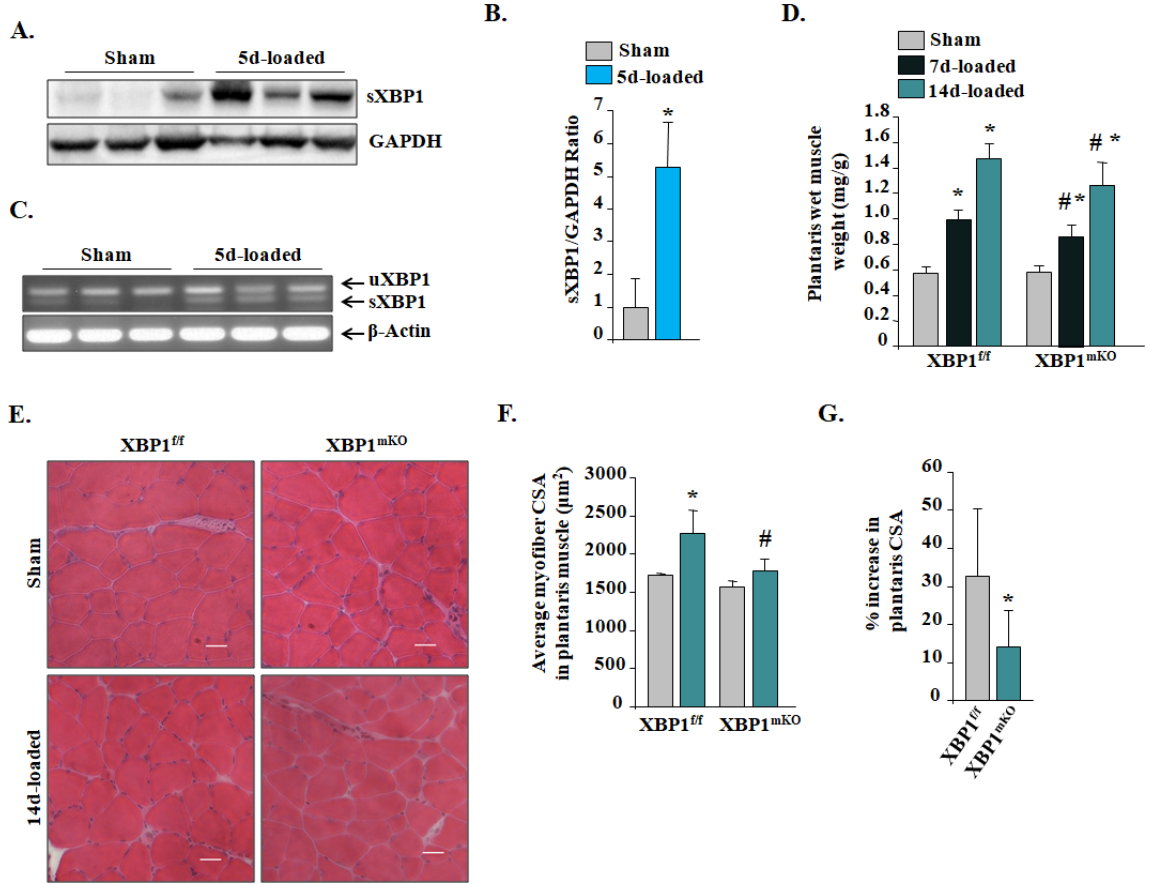 A.
Sham 5d-loaded
sXBP1
GAPDH
B.
Sham
5d-loaded
sXBP1/GAPDH Ratio
7
6
5
4
3
2
1
0
*
C.
Sham 5d-loaded
uXBP1
sXBP1
β-Actin
D.
Sham
7d-loaded
14d-loaded
Plantaris wet muscle
weight (mg/g)
1.8
1.6
1.4
1.2
1.0
0.8
0.6
0.4
0.2
0
* * #* # *
XBP1f/f XBP1mKO
E.
XBP1f/f XBP1mKO
Sham
14d-loaded
F.
Average myofiber CSA
in plantaris muscle (µm2)
3000
2500
2000
1500
1000
500
0
* #
XBP1f/f XBP1mKO
G.
% increase in
plantaris CSA
60
50
40
30
20
10
0
*
XBP1f/f
XBP1mKO